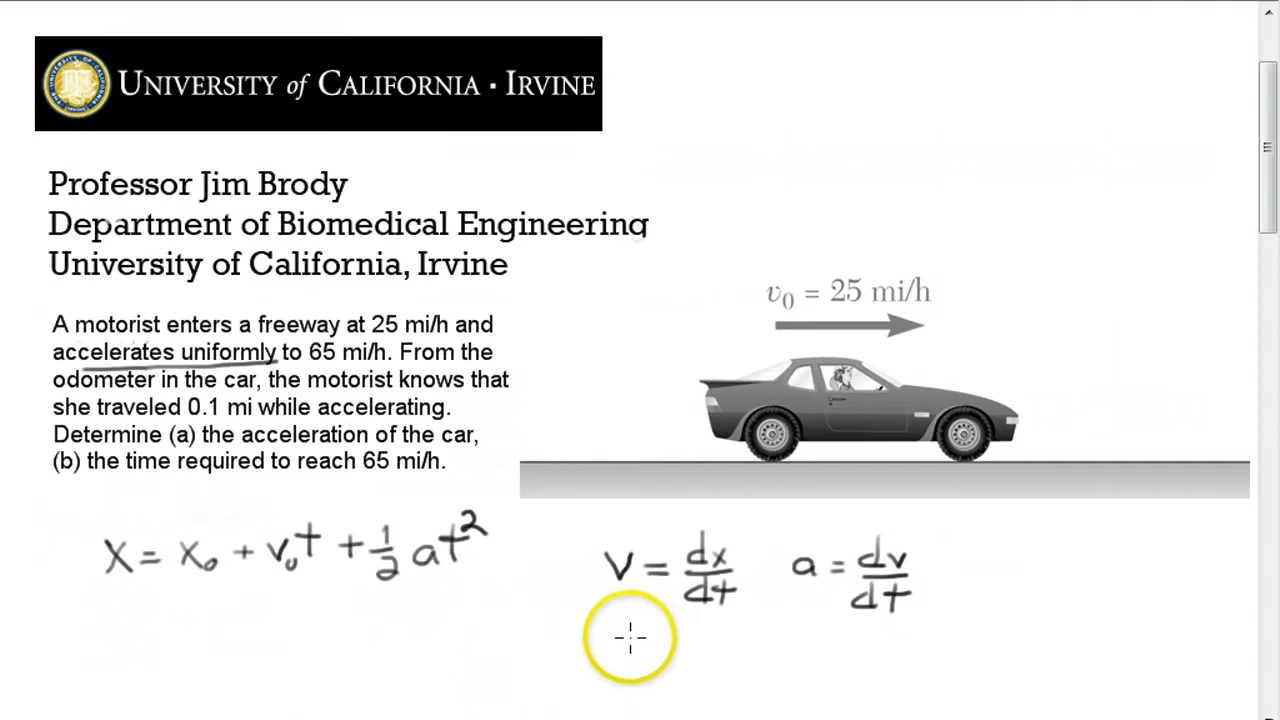 UNIVERSITY of CALIFORNIA · IRVINE
Professor Jim Brody
Department of Biomedical Engineering
University of California, Irvine
v₀ = 25 mi/h
A motorist enters a freeway at 25 mi/h and
accelerates uniformly to 65 mi/h. From the
odometer in the car, the motorist knows that
she traveled 0.1 mi while accelerating.
Determine (a) the acceleration of the car,
(b) the time required to reach 65 mi/h.
x = x₀ + v₀t + ½ at²
v = dx/dt a = dv/dt